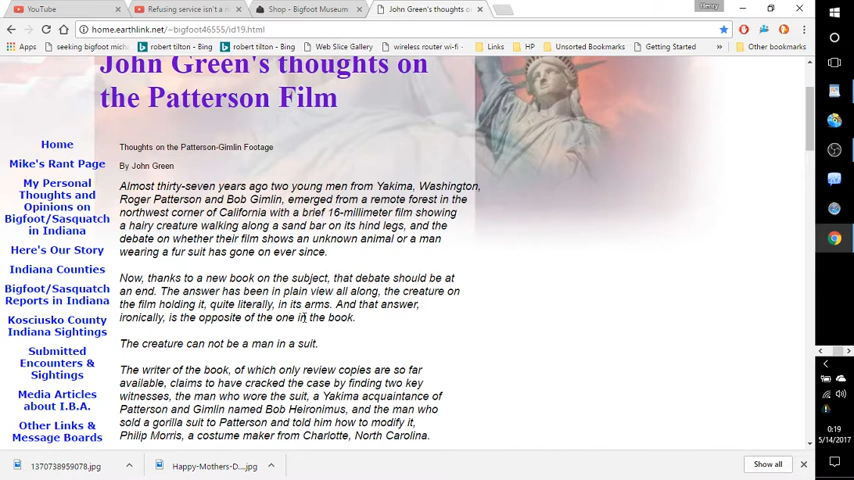 YouTube
Refusing service isn't a ri
Shop - Bigfoot Museum
John Green's thoughts on
Henry
home.earthlink.net/~bigfoot46555/id19.html
Apps
seeking bigfoot mich
robert tilton - Bing
robert tilton - Bing
Web Slice Gallery
wireless router wi-fi -
Links
HP
Unsorted Bookmarks
Getting Started
Other bookmarks
John Green's thoughts on
the Patterson Film
Home
Mike's Rant Page
My Personal
Thoughts and
Opinions on
Bigfoot/Sasquatch
in Indiana
Here's Our Story
Indiana Counties
Bigfoot/Sasquatch
Reports in Indiana
Kosciusko County
Indiana Sightings
Submitted
Encounters &
Sightings
Media Articles
about I.B.A.
Other Links &
Message Boards
Thoughts on the Patterson-Gimlin Footage
By John Green
Almost thirty-seven years ago two young men from Yakima, Washington,
Roger Patterson and Bob Gimlin, emerged from a remote forest in the
northwest corner of California with a brief 16-millimeter film showing
a hairy creature walking along a sand bar on its hind legs, and the
debate on whether their film shows an unknown animal or a man
wearing a fur suit has gone on ever since.
Now, thanks to a new book on the subject, that debate should be at
an end. The answer has been in plain view all along, the creature on
the film holding it, quite literally, in its arms. And that answer,
ironically, is the opposite of the one in the book.
The creature can not be a man in a suit.
The writer of the book, of which only review copies are so far
available, claims to have cracked the case by finding two key
witnesses, the man who wore the suit, a Yakima acquaintance of
Patterson and Gimlin named Bob Heironimus, and the man who
sold a gorilla suit to Patterson and told him how to modify it,
Philip Morris, a costume maker from Charlotte, North Carolina.
1370738959078.jpg
Happy-Mothers-D....jpg
Show all
0:19
5/14/2017